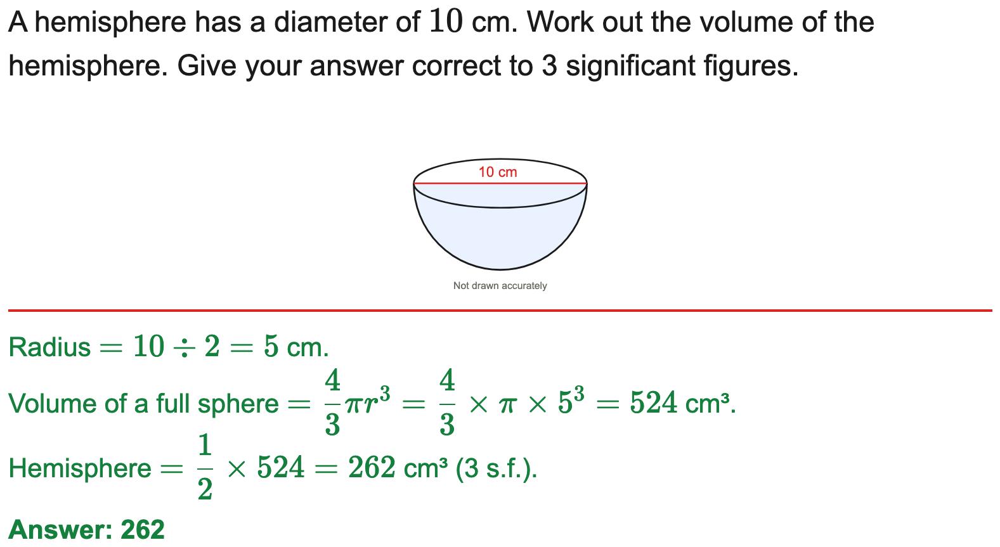 A hemisphere has a diameter of 10 cm. Work out the volume of the
hemisphere. Give your answer correct to 3 significant figures.
10 cm
Not drawn accurately
Radius = 10 ÷ 2 = 5 cm.
Volume of a full sphere = 4/3 πr³ = 4/3 × π × 5³ = 524 cm³.
Hemisphere = 1/2 × 524 = 262 cm³ (3 s.f.).
Answer: 262